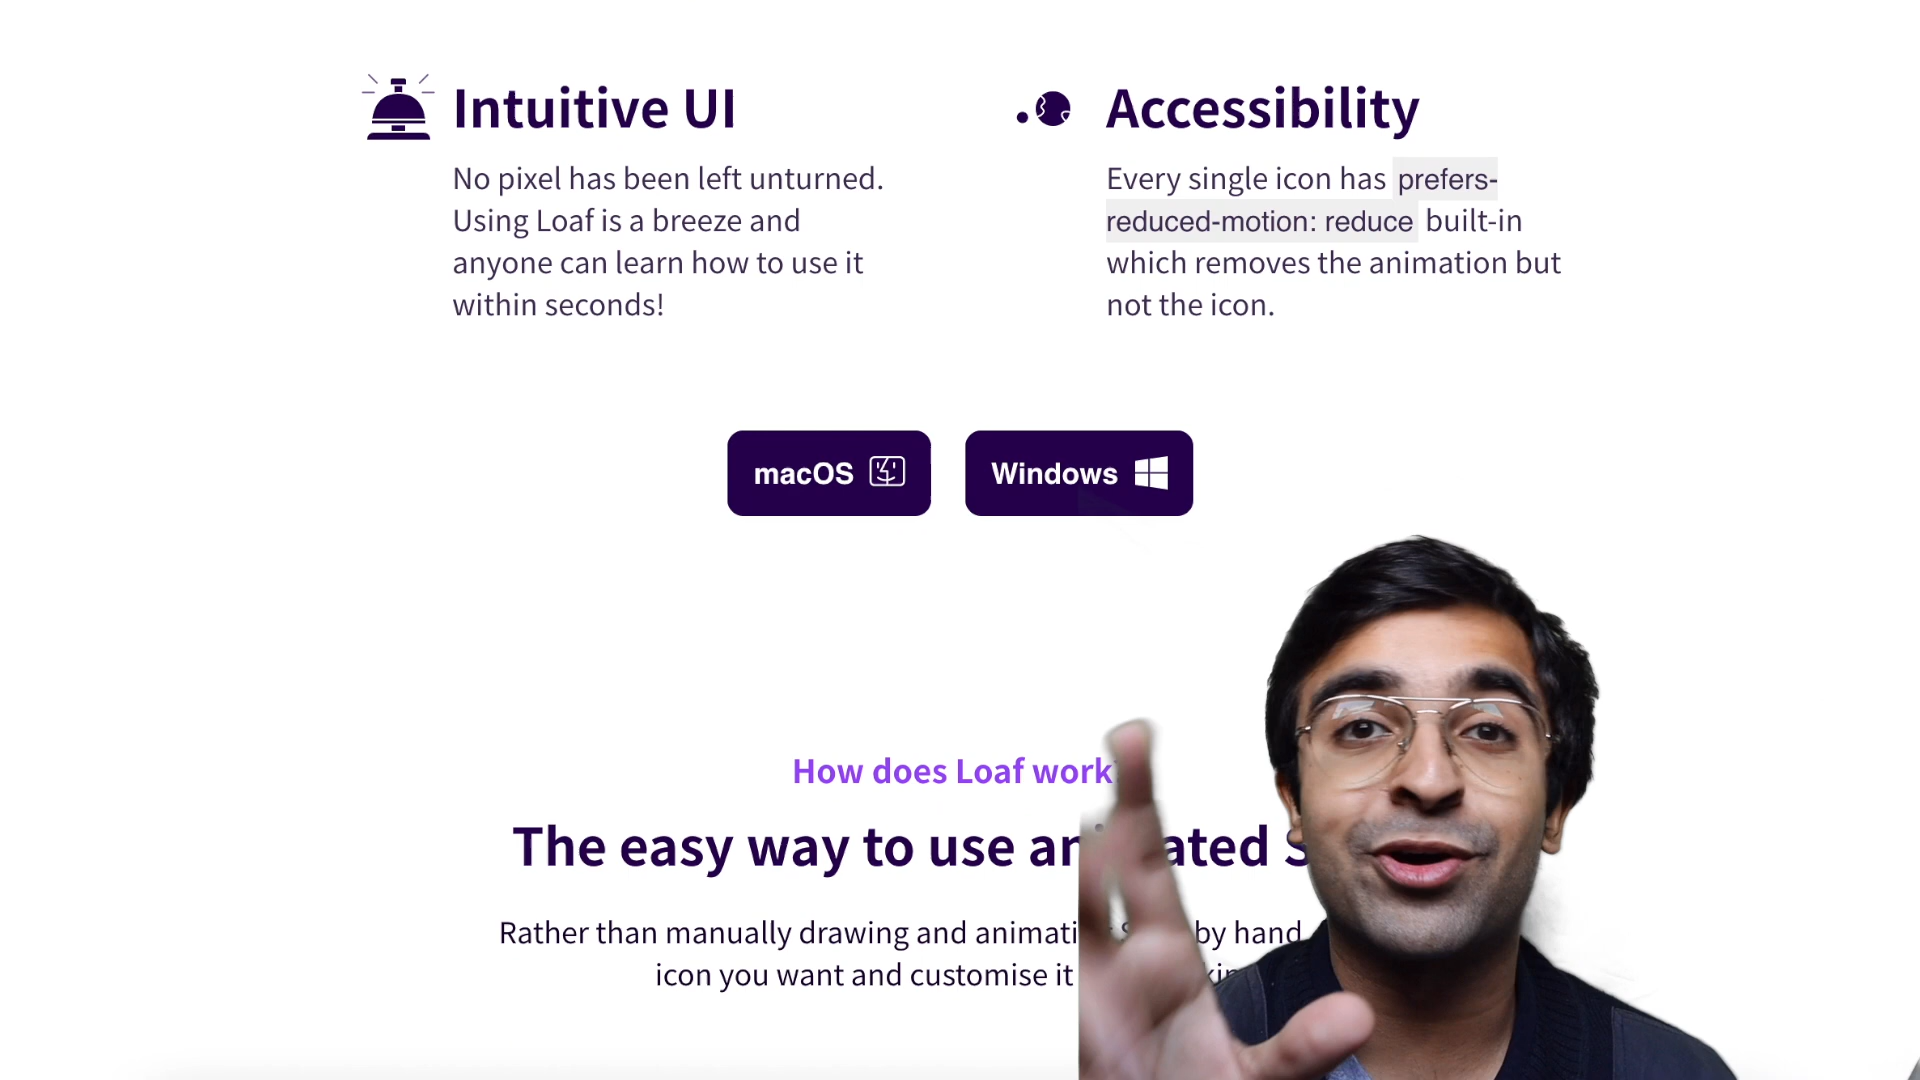 Intuitive UI
No pixel has been left unturned.
Using Loaf is a breeze and
anyone can learn how to use it
within seconds!
Accessibility
Every single icon has prefers-
reduced-motion: reduce built-in
which removes the animation but
not the icon.
macOS
Windows
How does Loaf work
The easy way to use
Rather than manually drawing and by hand
icon you want and customise it